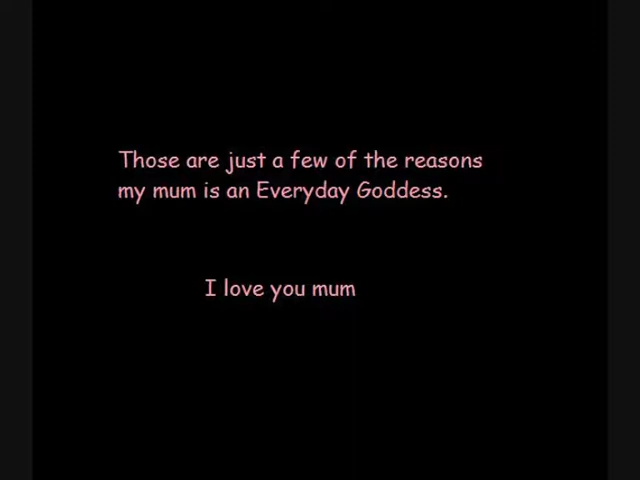 Those are just a few of the reasons
my mum is an Everyday Goddess.
I love you mum